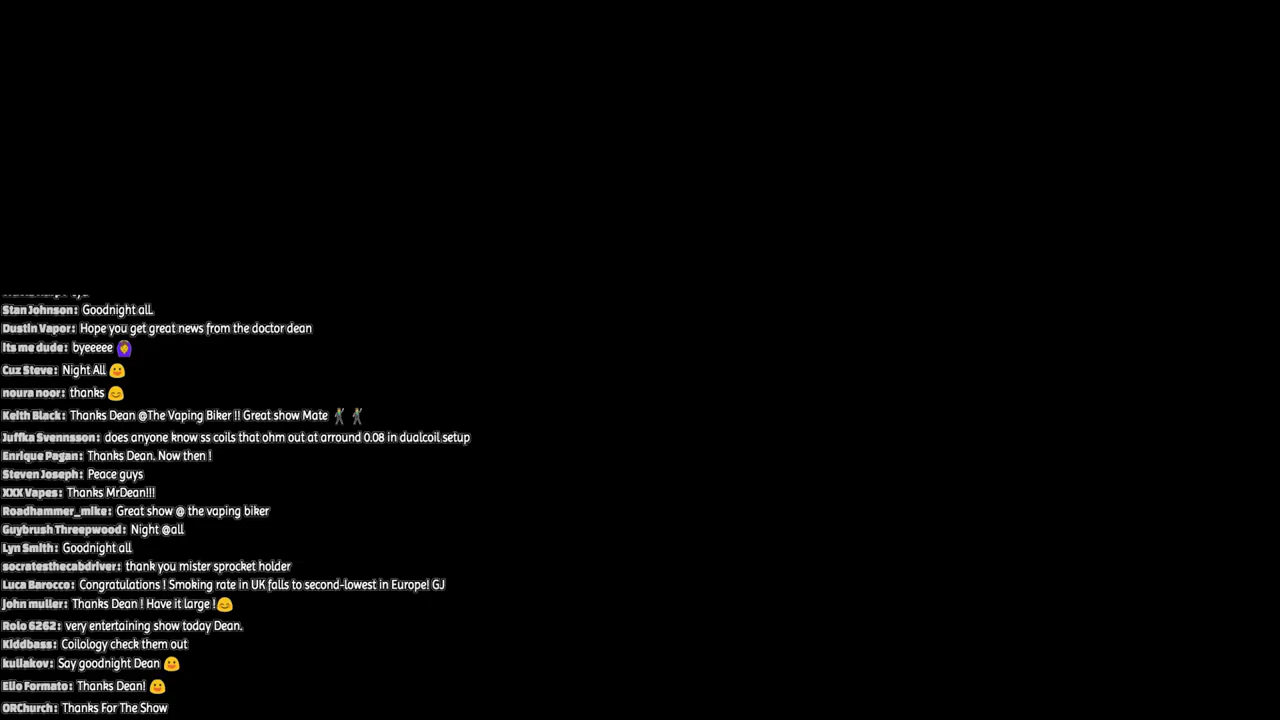 Stan Johnson: Goodnight all.
Dustin Vapor: Hope you get great news from the doctor dean
its me dude: byeeeee
Cuz Steve: Night All
noura noor: thanks
Keith Black: Thanks Dean @The Vaping Biker !! Great show Mate
Juffka Svennsson: does anyone know ss coils that ohm out at arround 0.08 in dualcoil setup
Enrique Pagan: Thanks Dean. Now then !
Steven Joseph: Peace guys
XXX Vapes: Thanks MrDean!!!
Roadhammer_mike: Great show @ the vaping biker
Guybrush Threepwood: Night @all
Lyn Smith: Goodnight all
socratesthecabdriver: thank you mister sprocket holder
Luca Barocco: Congratulations ! Smoking rate in UK falls to second-lowest in Europe! GJ
John muller: Thanks Dean ! Have it large !
Rolo 6262: very entertaining show today Dean.
Kiddbass: Coilology check them out
kuliakov: Say goodnight Dean
Elio Formato: Thanks Dean!
ORChurch: Thanks For The Show